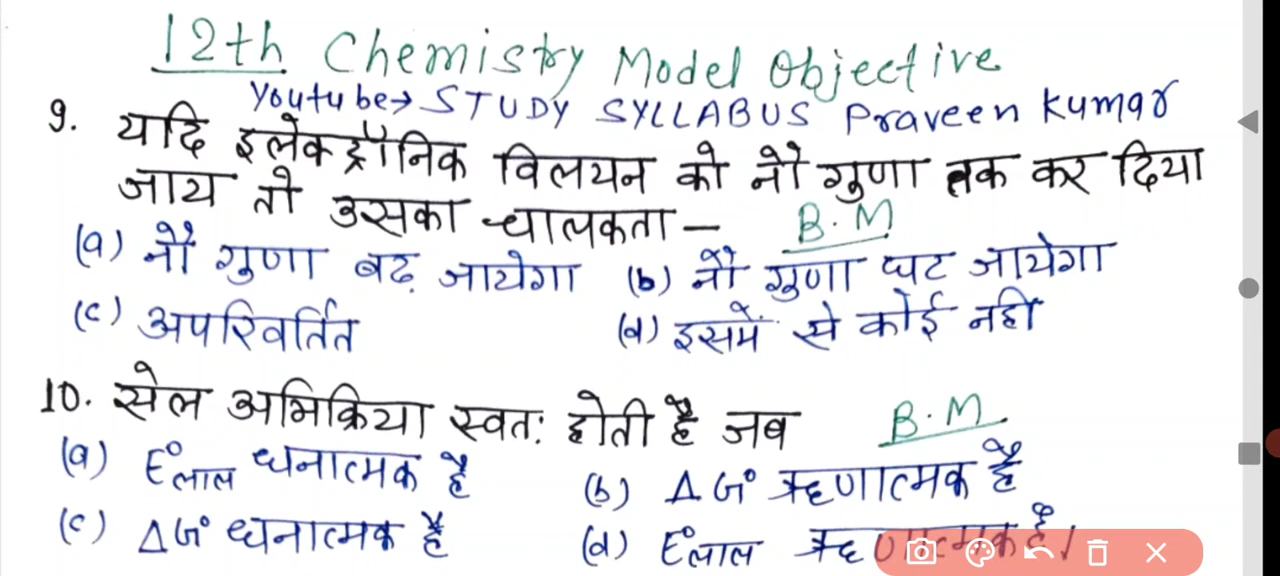 12th Chemistry Model Objective
Youtube→ STUDY SYLLABUS Praveen Kumar
9. यदि इलेक्ट्रॉनिक विलयन को नौ गुणा तक कर दिया
जाय तो उसका चालकता — B.M
(a) नौ गुणा बढ़ जायेगा (b) नौ गुणा घट जायेगा
(c) अपरिवर्तित (d) इसमें से कोई नहीं
10. सेल अभिक्रिया स्वतः होती है जब B.M.
(a) E°लाल धनात्मक है (b) ΔG° ऋणात्मक है
(c) ΔG° धनात्मक है (d) E°लाल ऋणात्मक है।